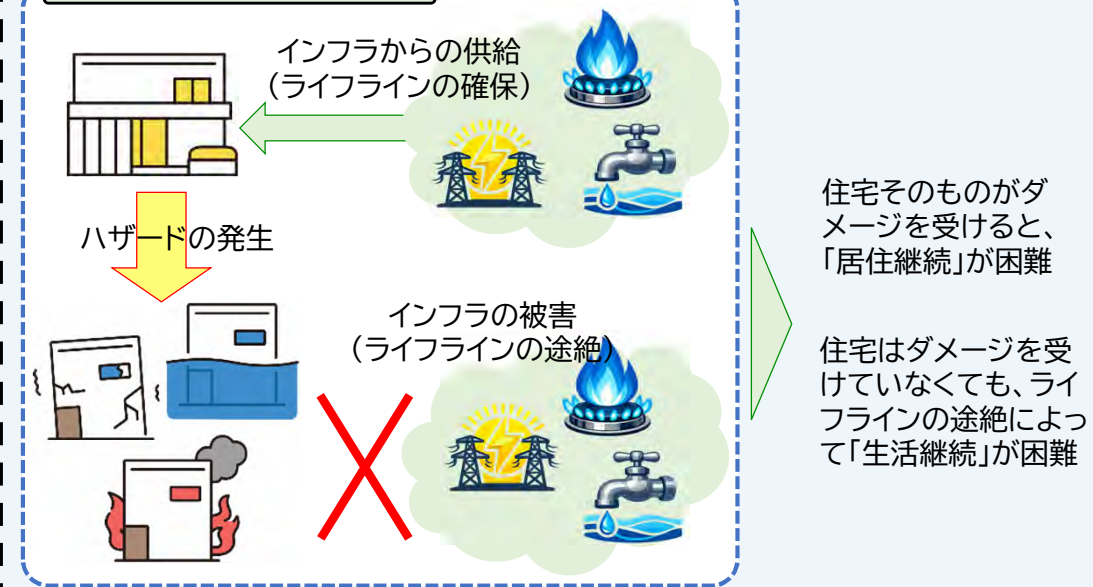 インフラからの供給
（ライフラインの確保）
ハザードの発生
インフラの被害
（ライフラインの途絶）
住宅そのものがダ
メージを受けると、
「居住継続」が困難
住宅はダメージを受
けていなくても、ライ
フラインの途絶によっ
て「生活継続」が困難